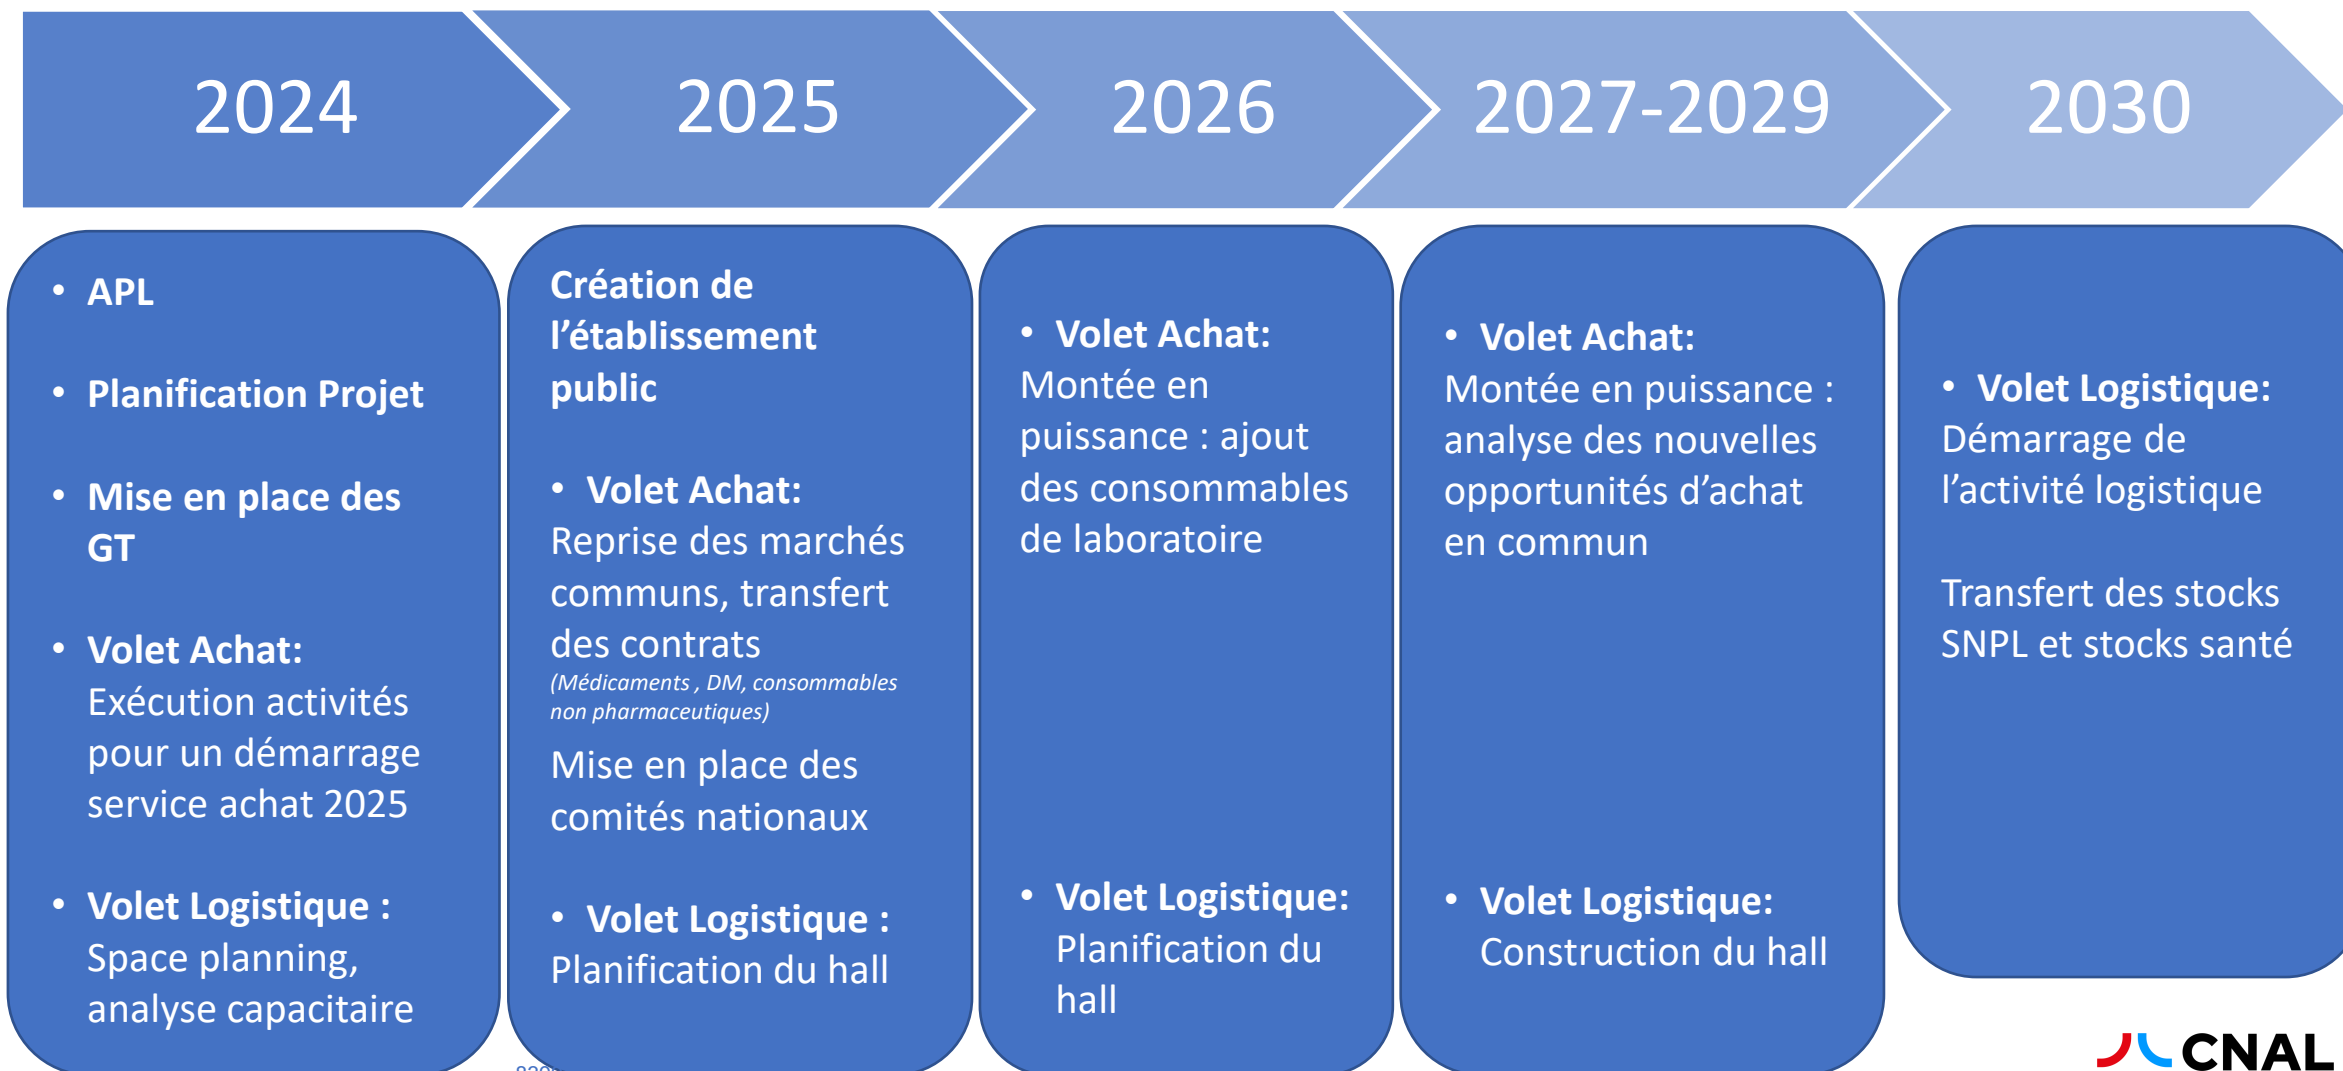 2024
2025
2026
2027-2029
2030
• APL
• Planification Projet
• Mise en place des
GT
• Volet Achat:
Exécution activités
pour un démarrage
service achat 2025
• Volet Logistique :
Space planning,
analyse capacitaire
Création de
l’établissement
public
• Volet Achat:
Reprise des marchés
communs, transfert
des contrats
(Médicaments , DM, consommables
non pharmaceutiques)
Mise en place des
comités nationaux
• Volet Logistique :
Planification du hall
• Volet Achat:
Montée en
puissance : ajout
des consommables
de laboratoire
• Volet Logistique:
Planification du
hall
• Volet Achat:
Montée en puissance :
analyse des nouvelles
opportunités d’achat
en commun
• Volet Logistique:
Construction du hall
• Volet Logistique:
Démarrage de
l’activité logistique
Transfert des stocks
SNPL et stocks santé
CNAL